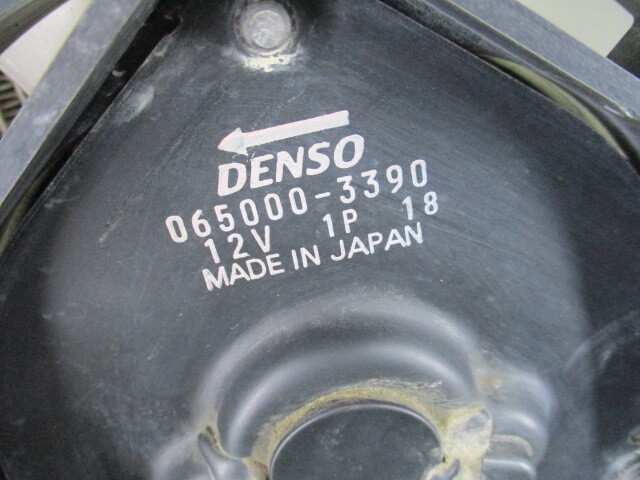 DENSO
065000-3390
12V 1P 18
MADE IN JAPAN